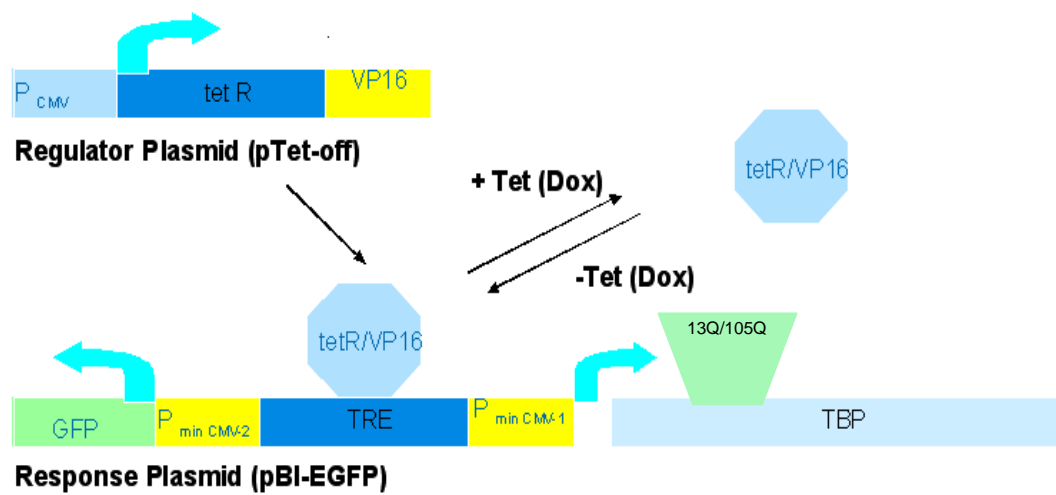 P CMV
tet R
VP16
Regulator Plasmid (pTet-off)
tetR/VP16
+ Tet (Dox)
-Tet (Dox)
tetR/VP16
13Q/105Q
GFP
P min CMV-2
TRE
P min CMV-1
TBP
Response Plasmid (pBI-EGFP)